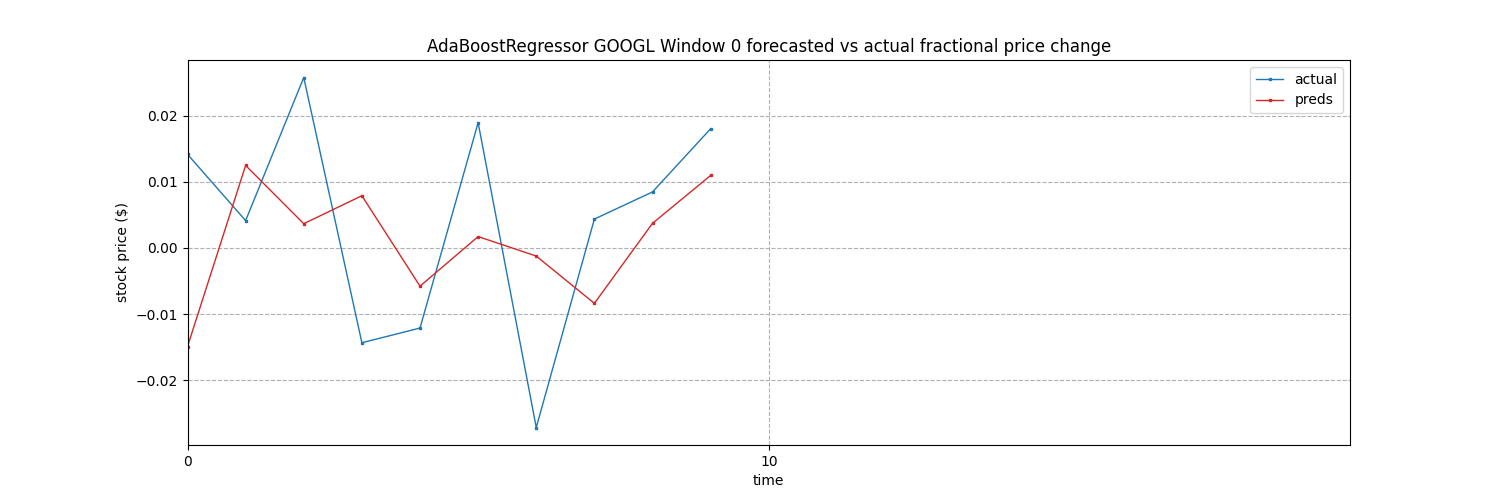 AdaBoostRegressor GOOGL Window 0 forecasted vs actual fractional price change
actual
preds
0.02
0.01
0.00
−0.01
−0.02
stock price ($)
0
10
time